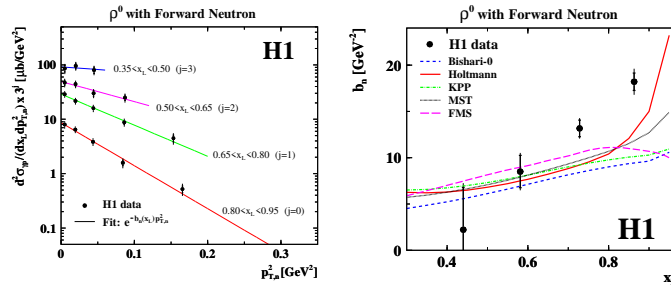 ρ⁰ with Forward Neutron
H1
d²σγp/(dxLdp²T,n) x 3ʲ [μb/GeV²]
100
10
1
0.1
0.35<xL<0.50 (j=3)
0.50<xL<0.65 (j=2)
0.65<xL<0.80 (j=1)
0.80<xL<0.95 (j=0)
H1 data
Fit: e^-bn(xL)p²T,n
0
0.1
0.2
0.3
0.4
p²T,n [GeV²]
ρ⁰ with Forward Neutron
bn [GeV⁻²]
20
10
0
H1 data
Bishari-0
Holtmann
KPP
MST
FMS
H1
0.4
0.6
0.8
x